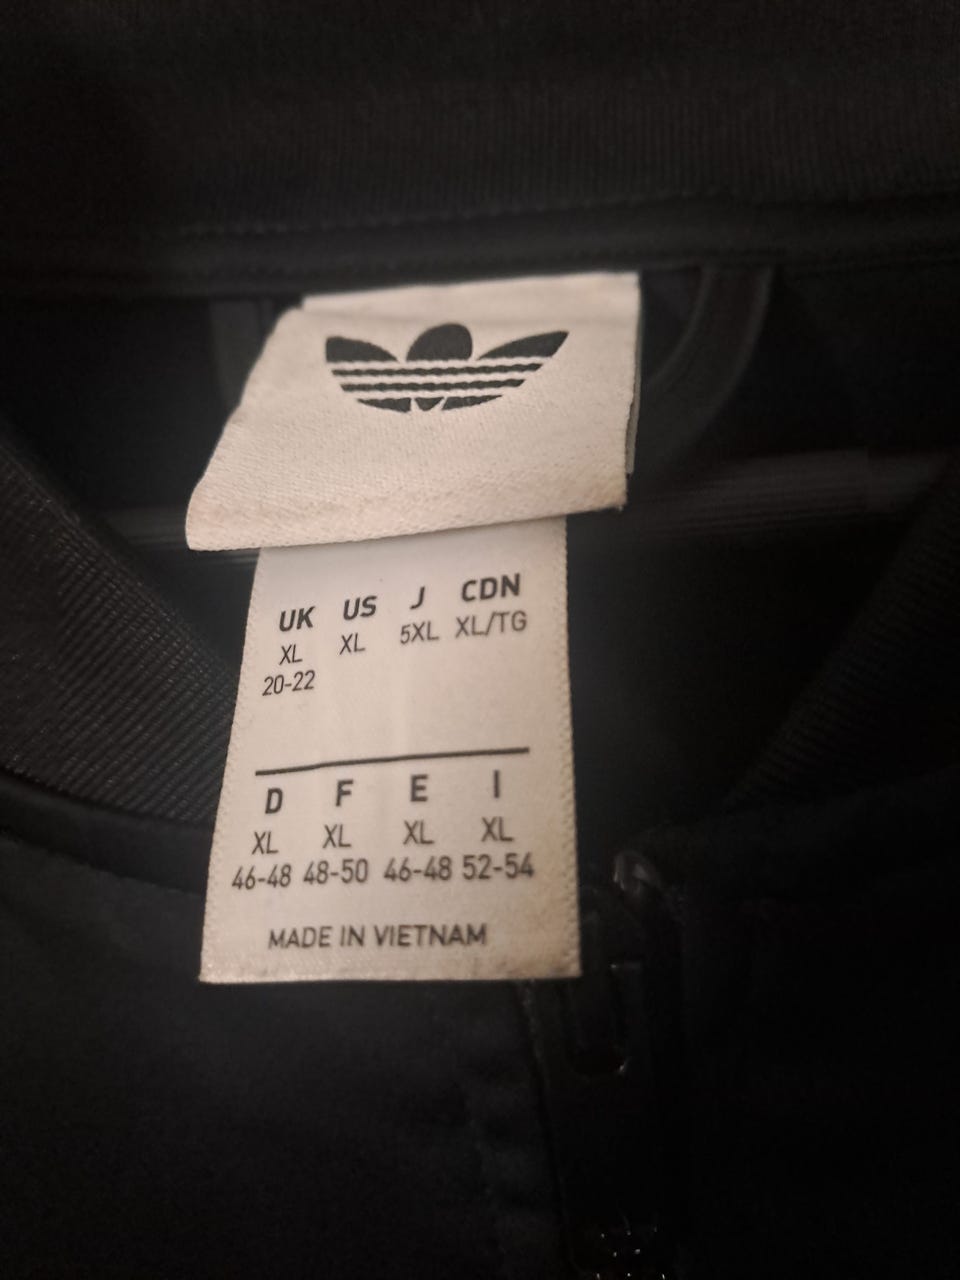 UK US J CDN
XL XL 5XL XL/TG
20-22
D F E I
XL XL XL XL
46-48 48-50 46-48 52-54
MADE IN VIETNAM